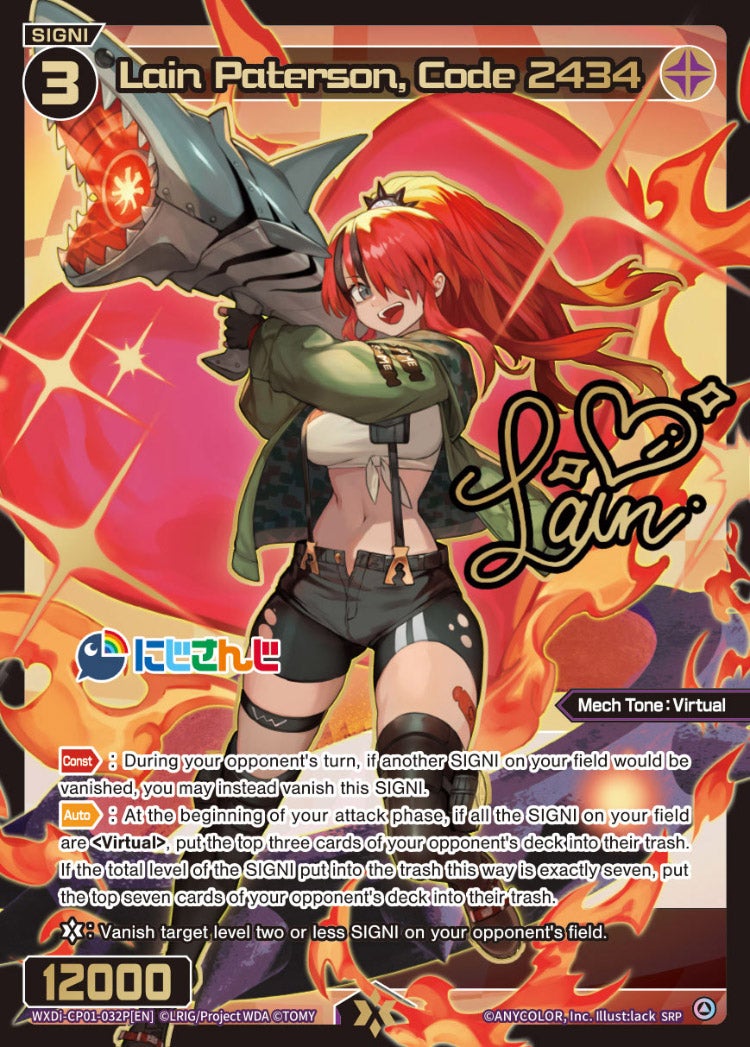 SIGNI
3
Lain Paterson, Code 2434
Lain
にじさんじ
Mech Tone:Virtual
Const : During your opponent's turn, if another SIGNI on your field would be
vanished, you may instead vanish this SIGNI.
Auto : At the beginning of your attack phase, if all the SIGNI on your field
are <Virtual>, put the top three cards of your opponent's deck into their trash.
If the total level of the SIGNI put into the trash this way is exactly seven, put
the top seven cards of your opponent's deck into their trash.
: Vanish target level two or less SIGNI on your opponent's field.
12000
WXDi-CP01-032P[EN] ©LRIG/Project WDA ©TOMY
©ANYCOLOR, Inc. Illust:lack SRP